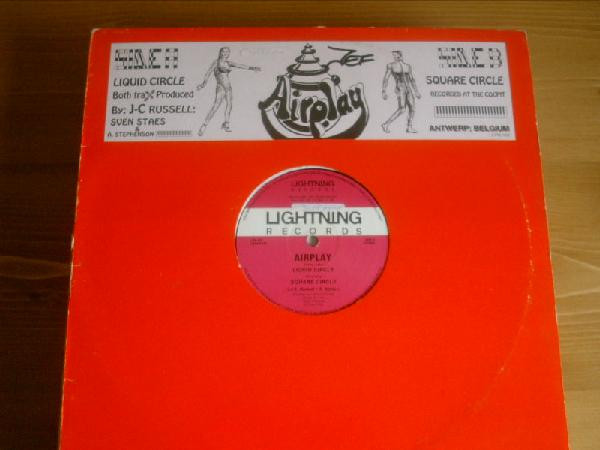 SIDE A
LIQUID CIRCLE
Both traX Produced
By: J-C RUSSELL:
SVEN STAES
&
A. STEPHENSON
Airplay
SIDE B
SQUARE CIRCLE
RECORDED AT THE COCPIT
ANTWERP; BELGIUM
LIGHTNING
RECORDS
LIGHTNING
RECORDS
AIRPLAY
LIQUID CIRCLE
SQUARE CIRCLE